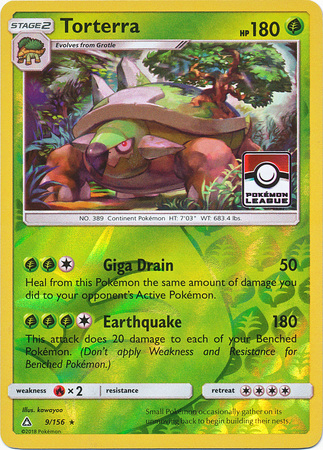 STAGE2 Torterra HP 180
Evolves from Grotle
POKÉMON
LEAGUE
NO. 389 Continent Pokémon HT: 7'03" WT: 683.4 lbs.
Giga Drain 50
Heal from this Pokémon the same amount of damage you
did to your opponent's Active Pokémon.
Earthquake 180
This attack does 20 damage to each of your Benched
Pokémon. (Don't apply Weakness and Resistance for
Benched Pokémon.)
weakness × 2 resistance retreat
Illus. kawayoo
9/156 ★
©2018 Pokémon
Small Pokémon occasionally gather on its
unmoving back to begin building their nests.